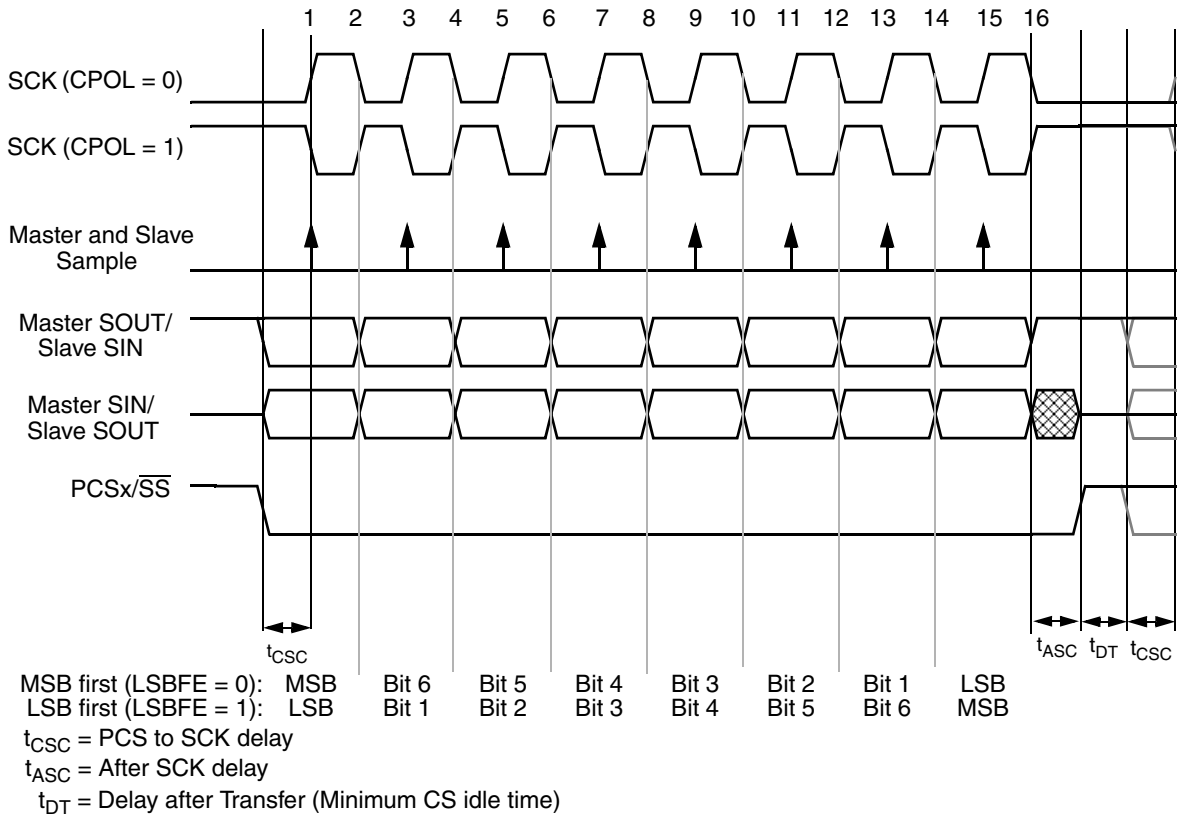 1 2 3 4 5 6 7 8 9 10 11 12 13 14 15 16
SCK (CPOL = 0)
SCK (CPOL = 1)
Master and Slave
Sample
Master SOUT/
Slave SIN
Master SIN/
Slave SOUT
PCSx/SS
tCSC
tASC tDT tCSC
MSB first (LSBFE = 0): MSB Bit 6 Bit 5 Bit 4 Bit 3 Bit 2 Bit 1 LSB
LSB first (LSBFE = 1): LSB Bit 1 Bit 2 Bit 3 Bit 4 Bit 5 Bit 6 MSB
tCSC = PCS to SCK delay
tASC = After SCK delay
tDT = Delay after Transfer (Minimum CS idle time)